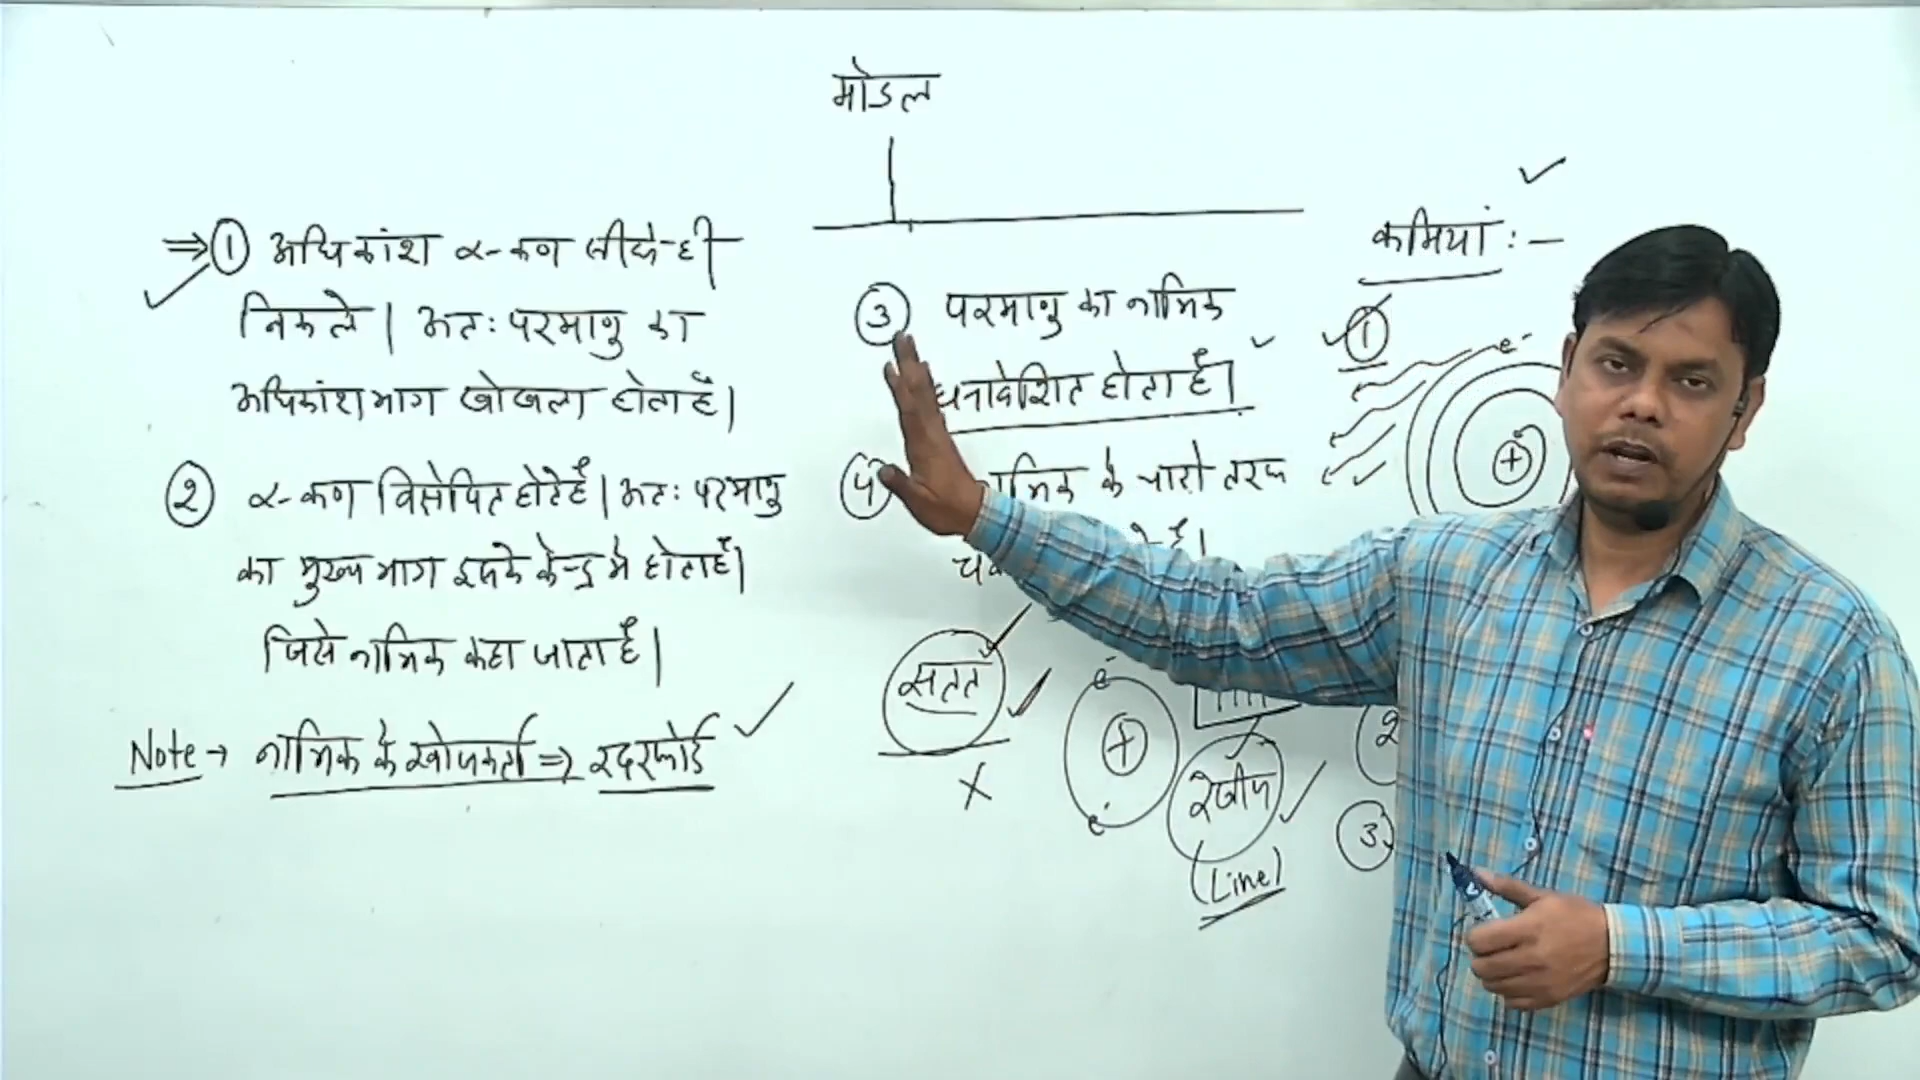 मोडल
⇒① अधिकांश α-कण सीधे-ही
निकले। अतः परमाणु का
अधिकांश भाग खोखला होता है।
② α-कण विक्षेपित होते हैं। अतः परमाणु
का मुख्य भाग इसके केन्द्र मे होता है।
जिसे नाभिक कहा जाता है।
Note → नाभिक के खोजकर्ता ⇒ रदरफोर्ड
③ परमाणु का नाभिक
धनावेशित होता है।
के चारो तरफ
सतत
X
e⁻
+
e⁻
रेखीय
(Line)
कमियां :-
①
e⁻
+
2
③